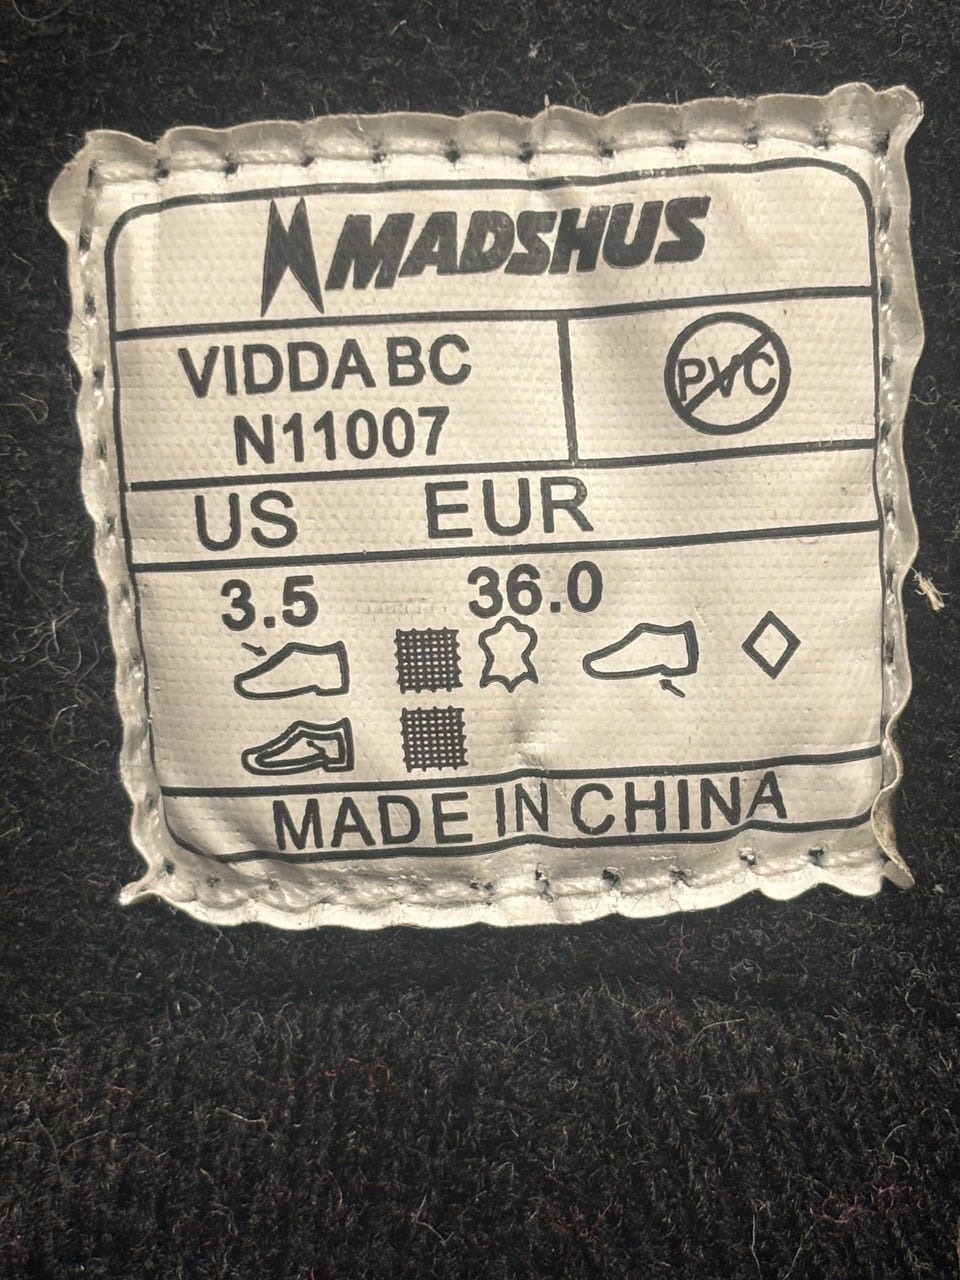 MADSHUS
VIDDA BC
N11007
PVC
US EUR
3.5 36.0
MADE IN CHINA